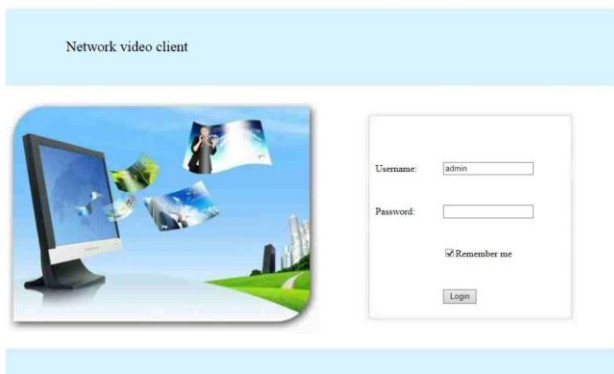 Network video client
Username: admin
Password:
Remember me
Login